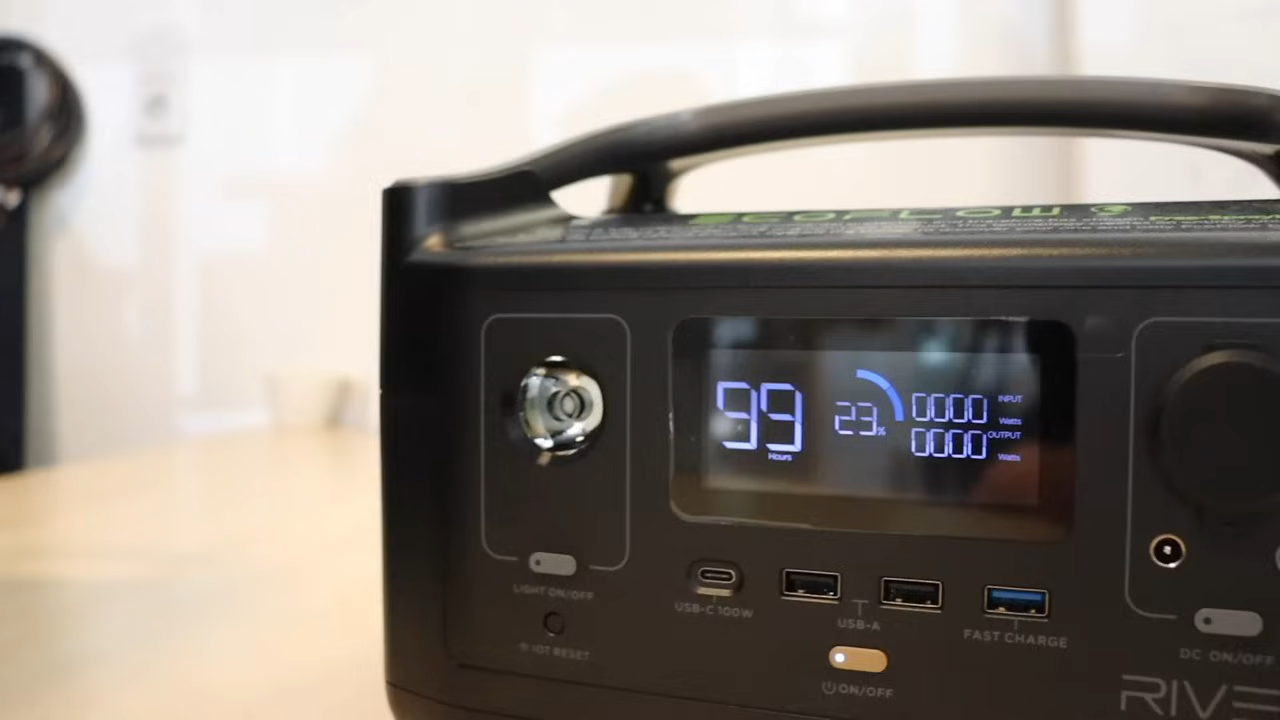 ECOFLOW
99
Hours
23%
0000 INPUT
Watts
0000 OUTPUT
Watts
LIGHT ON/OFF
IOT RESET
USB-C 100W
USB-A
FAST CHARGE
ON/OFF
DC ON/OFF
RIVE